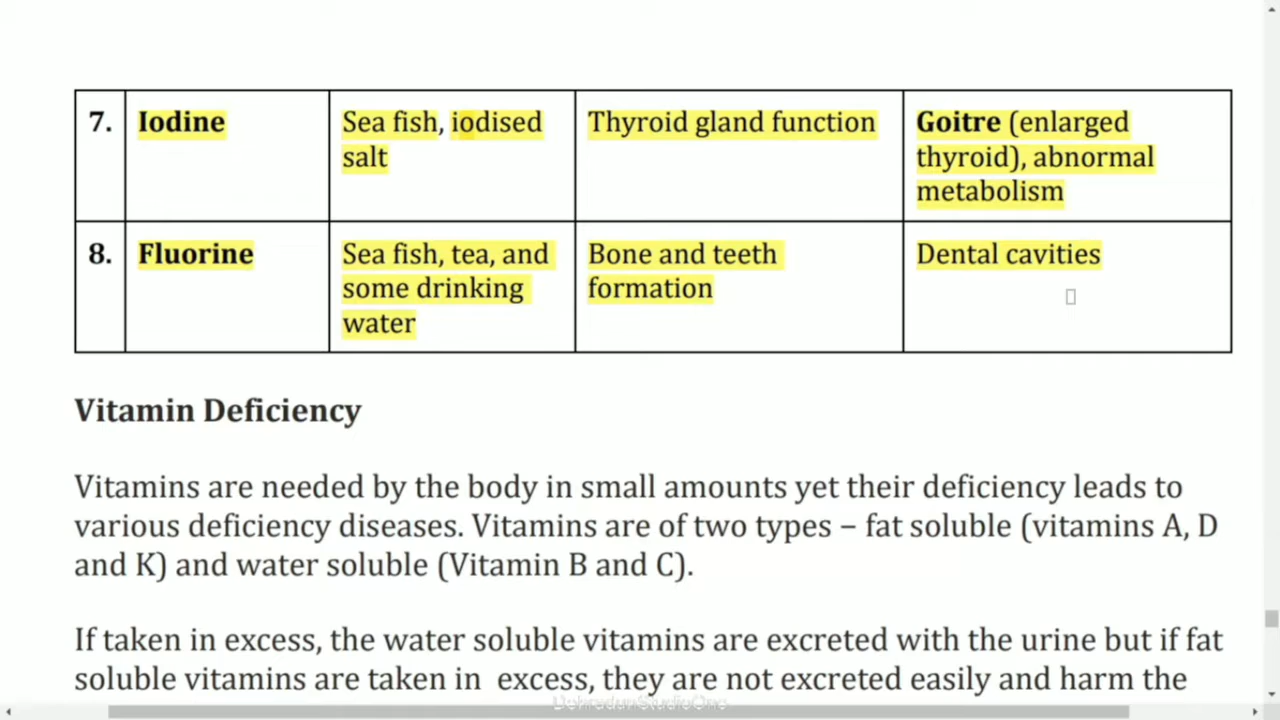 7. Iodine Sea fish, iodised Thyroid gland function Goitre (enlarged
salt thyroid), abnormal
metabolism
8. Fluorine Sea fish, tea, and Bone and teeth Dental cavities
some drinking formation
water
Vitamin Deficiency
Vitamins are needed by the body in small amounts yet their deficiency leads to
various deficiency diseases. Vitamins are of two types – fat soluble (vitamins A, D
and K) and water soluble (Vitamin B and C).
If taken in excess, the water soluble vitamins are excreted with the urine but if fat
soluble vitamins are taken in excess, they are not excreted easily and harm the
DehradunStudioOne